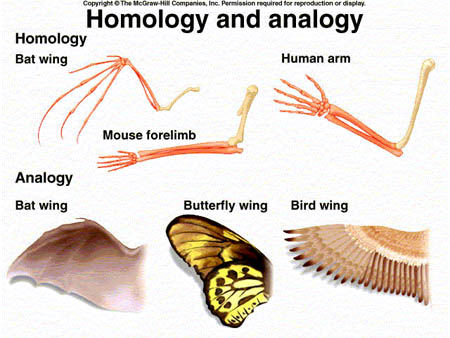 Copyright © The McGraw-Hill Companies, Inc. Permission required for reproduction or display.
Homology and analogy
Homology
Bat wing
Human arm
Mouse forelimb
Analogy
Bat wing
Butterfly wing
Bird wing